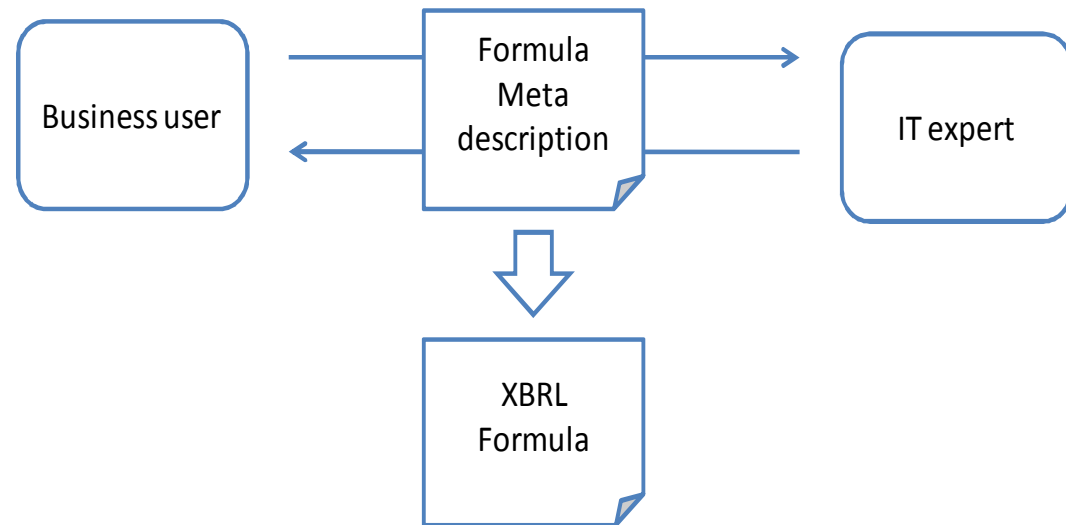 Business user
Formula
Meta
description
IT expert
XBRL
Formula